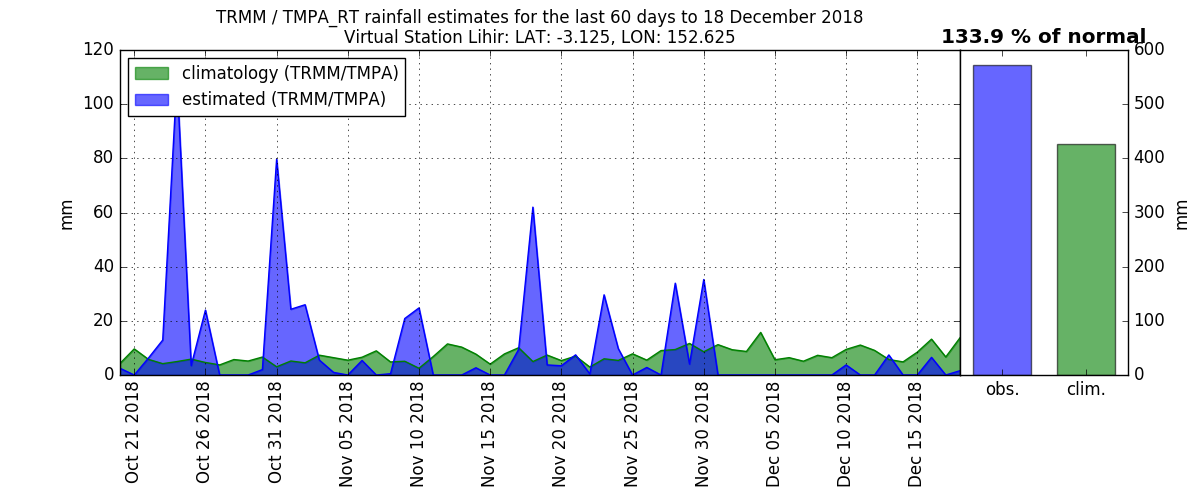 TRMM / TMPA_RT rainfall estimates for the last 60 days to 18 December 2018
Virtual Station Lihir: LAT: -3.125, LON: 152.625
133.9 % of normal
climatology (TRMM/TMPA)
estimated (TRMM/TMPA)
120
100
80
60
40
20
0
mm
600
500
400
300
200
100
0
mm
Oct 21 2018
Oct 26 2018
Oct 31 2018
Nov 05 2018
Nov 10 2018
Nov 15 2018
Nov 20 2018
Nov 25 2018
Nov 30 2018
Dec 05 2018
Dec 10 2018
Dec 15 2018
obs.
clim.